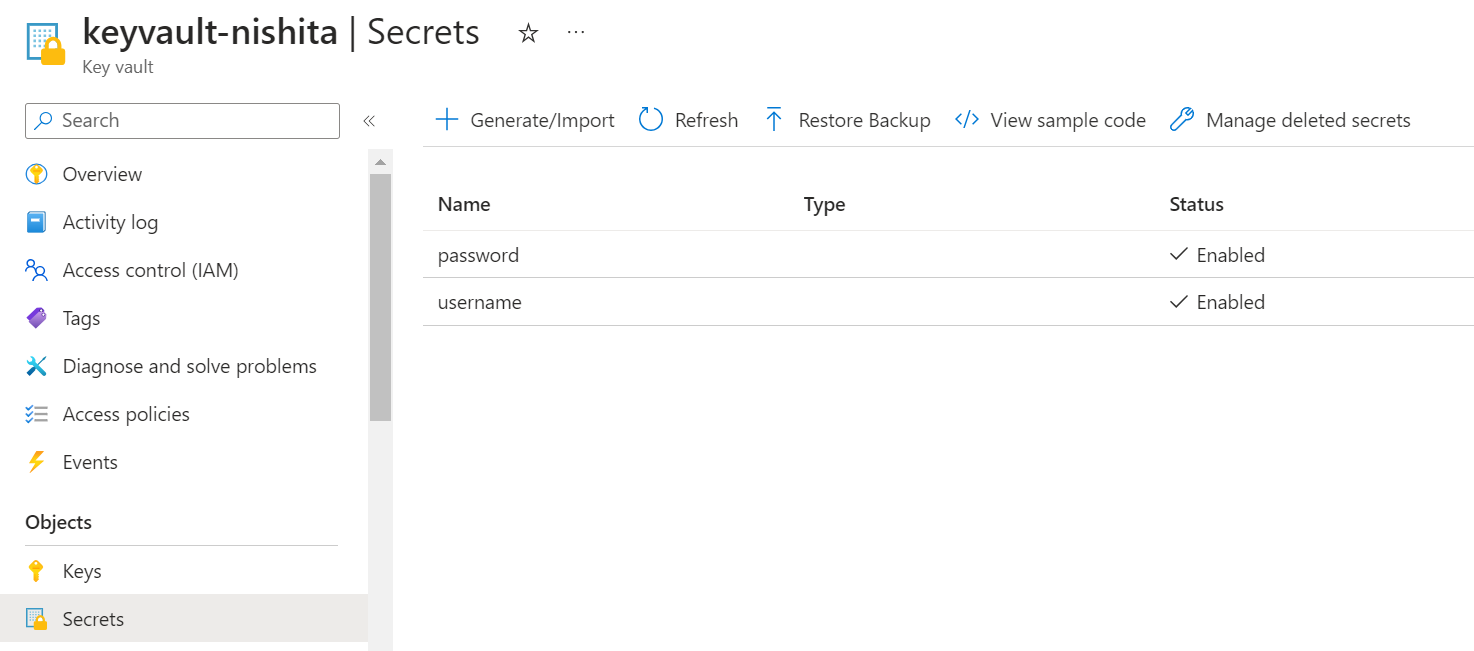 keyvault-nishita | Secrets ☆ ...
Key vault
Search «
Overview
Activity log
Access control (IAM)
Tags
Diagnose and solve problems
Access policies
Events
Objects
Keys
Secrets
Generate/Import Refresh Restore Backup View sample code Manage deleted secrets
Name Type Status
password Enabled
username Enabled